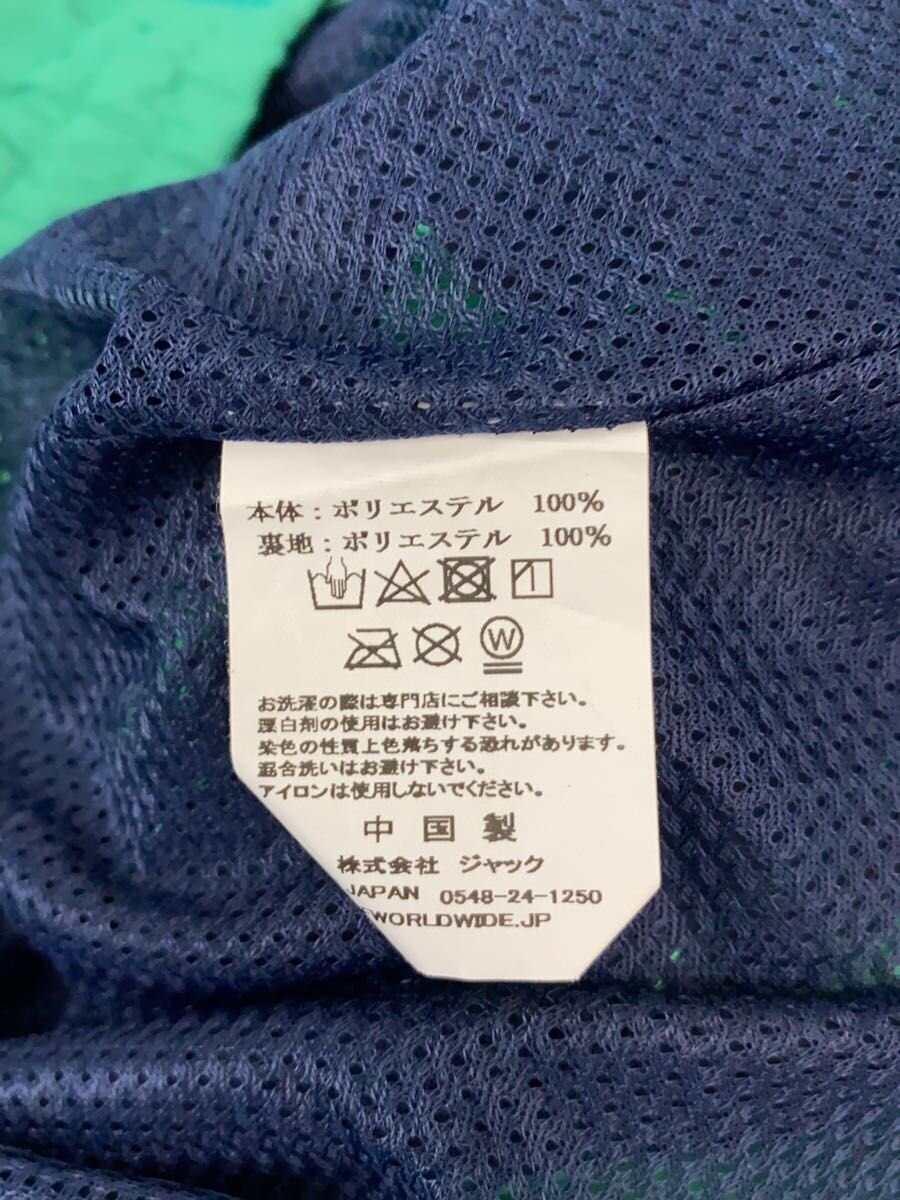 本体：ポリエステル 100%
裏地：ポリエステル 100%
W
お洗濯の際は専門店にご相談下さい。
漂白剤の使用はお避け下さい。
染色の性質上色落ちする恐れがあります。
混合洗いはお避け下さい。
アイロンは使用しないでください。
中国製
株式会社 ジャック
JAPAN 0548-24-1250
WORLDWIDE.JP